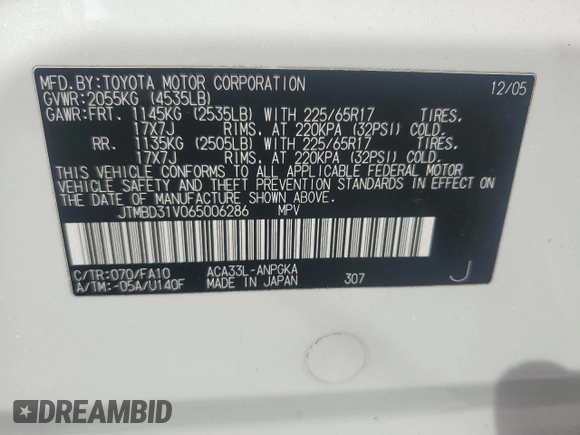 MFD.BY:TOYOTA MOTOR CORPORATION 12/05
GVWR:2055KG (4535LB)
GAWR:FRT. 1145KG (2535LB) WITH 225/65R17 TIRES,
17X7J RIMS, AT 220KPA (32PSI) COLD.
RR. 1135KG (2505LB) WITH 225/65R17 TIRES,
17X7J RIMS, AT 220KPA (32PSI) COLD.
THIS VEHICLE CONFORMS TO ALL APPLICABLE FEDERAL MOTOR
VEHICLE SAFETY AND THEFT PREVENTION STANDARDS IN EFFECT ON
THE DATE OF MANUFACTURE SHOWN ABOVE.
JTMBD31V065006286 MPV
C/TR:070/FA10 ACA33L-ANPGKA
A/TM:-05A/U140F MADE IN JAPAN 307 J
DREAMBID